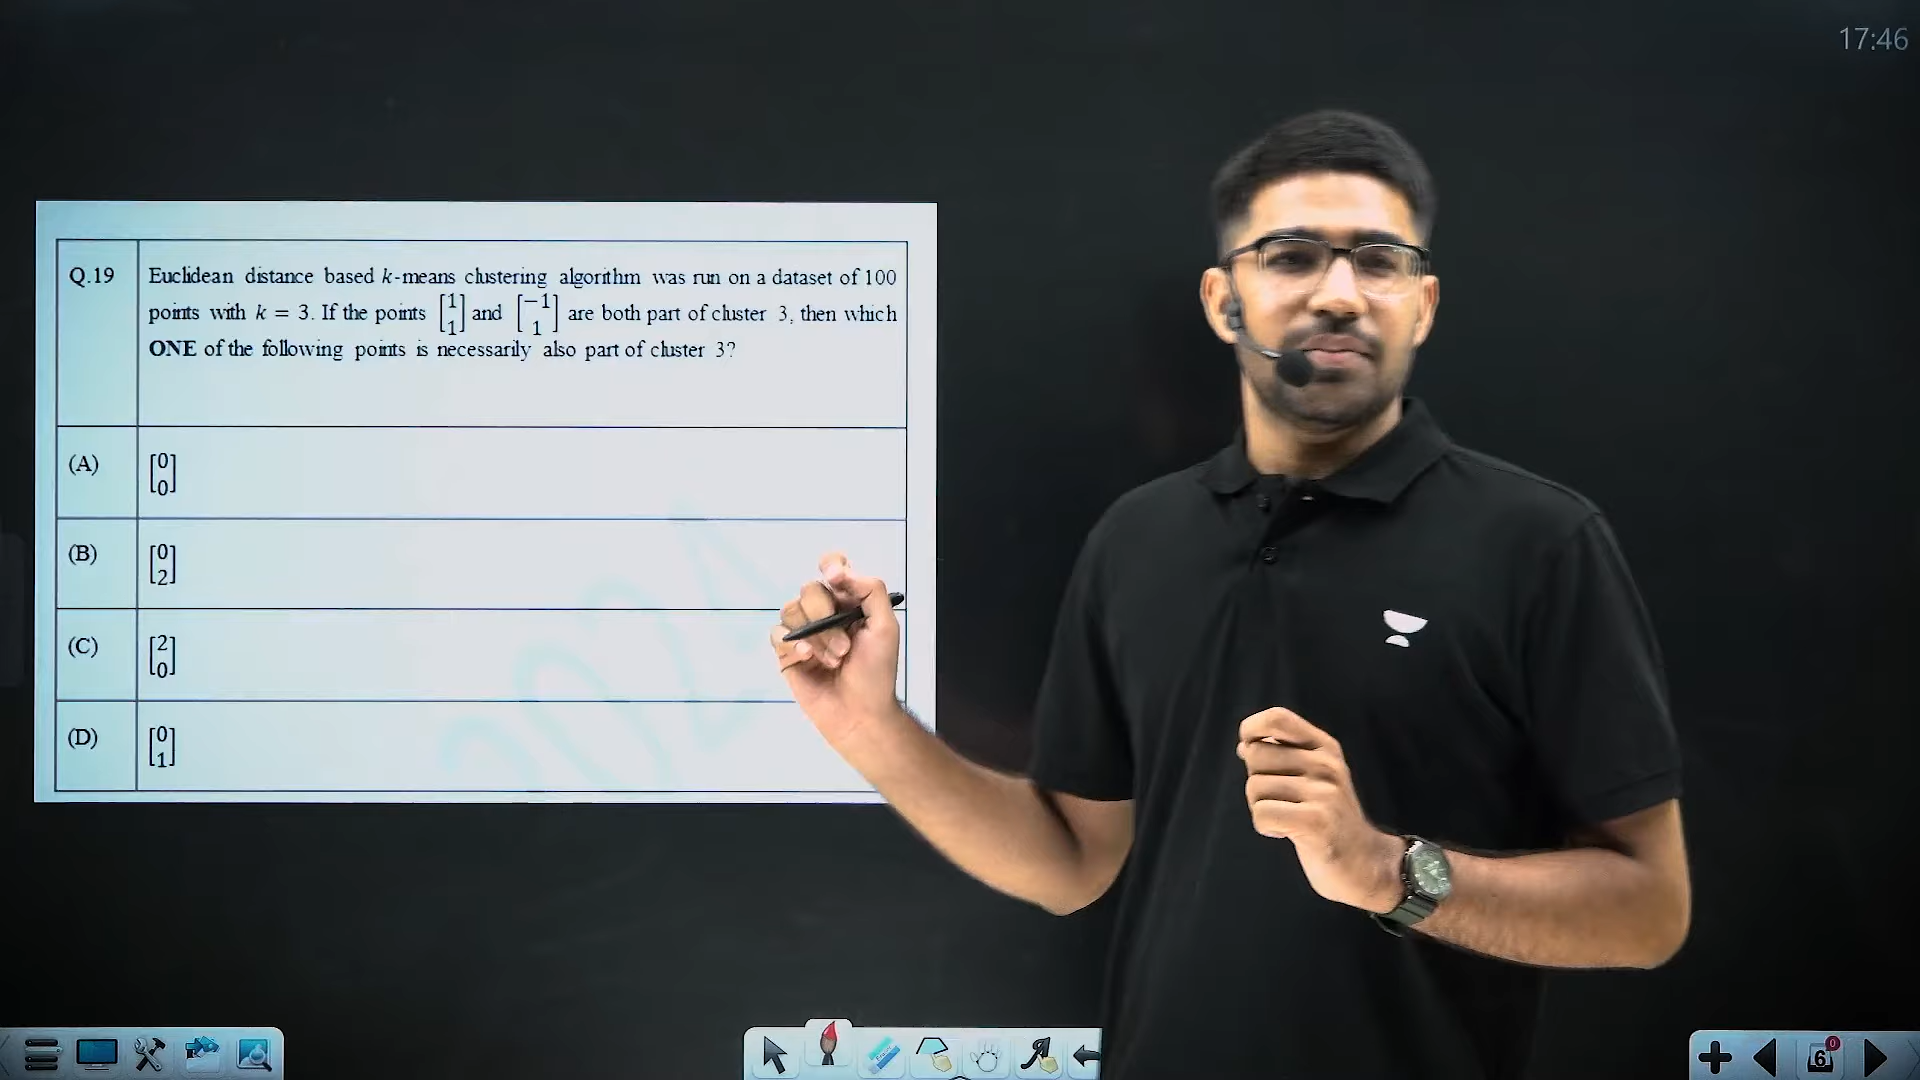 17:46
Q.19
Euclidean distance based k-means clustering algorithm was run on a dataset of 100
points with k = 3. If the points [1 1] and [−1 1] are both part of cluster 3, then which
ONE of the following points is necessarily also part of cluster 3?
(A) [0 0]
(B) [0 2]
(C) [2 0]
(D) [0 1]
6
0